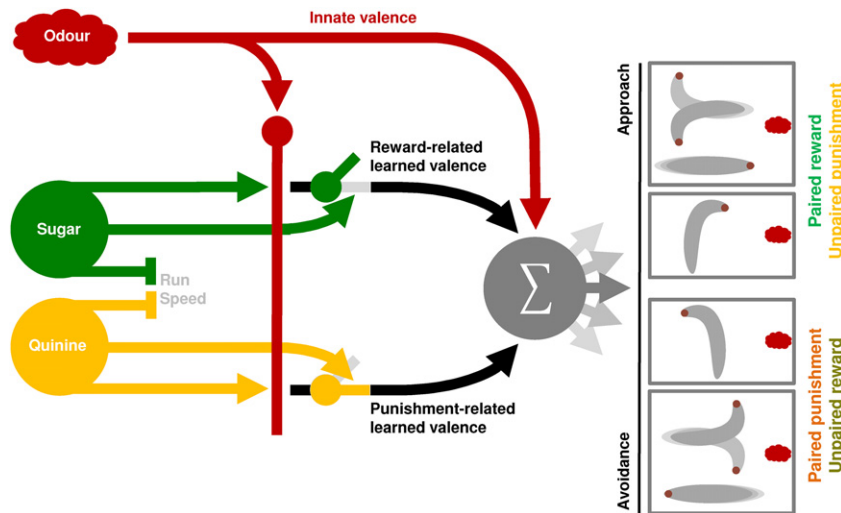 Odour
Innate valence
Reward-related
learned valence
Sugar
Run
Speed
Quinine
Σ
Punishment-related
learned valence
Approach
Avoidance
Paired reward
Unpaired punishment
Paired punishment
Unpaired reward